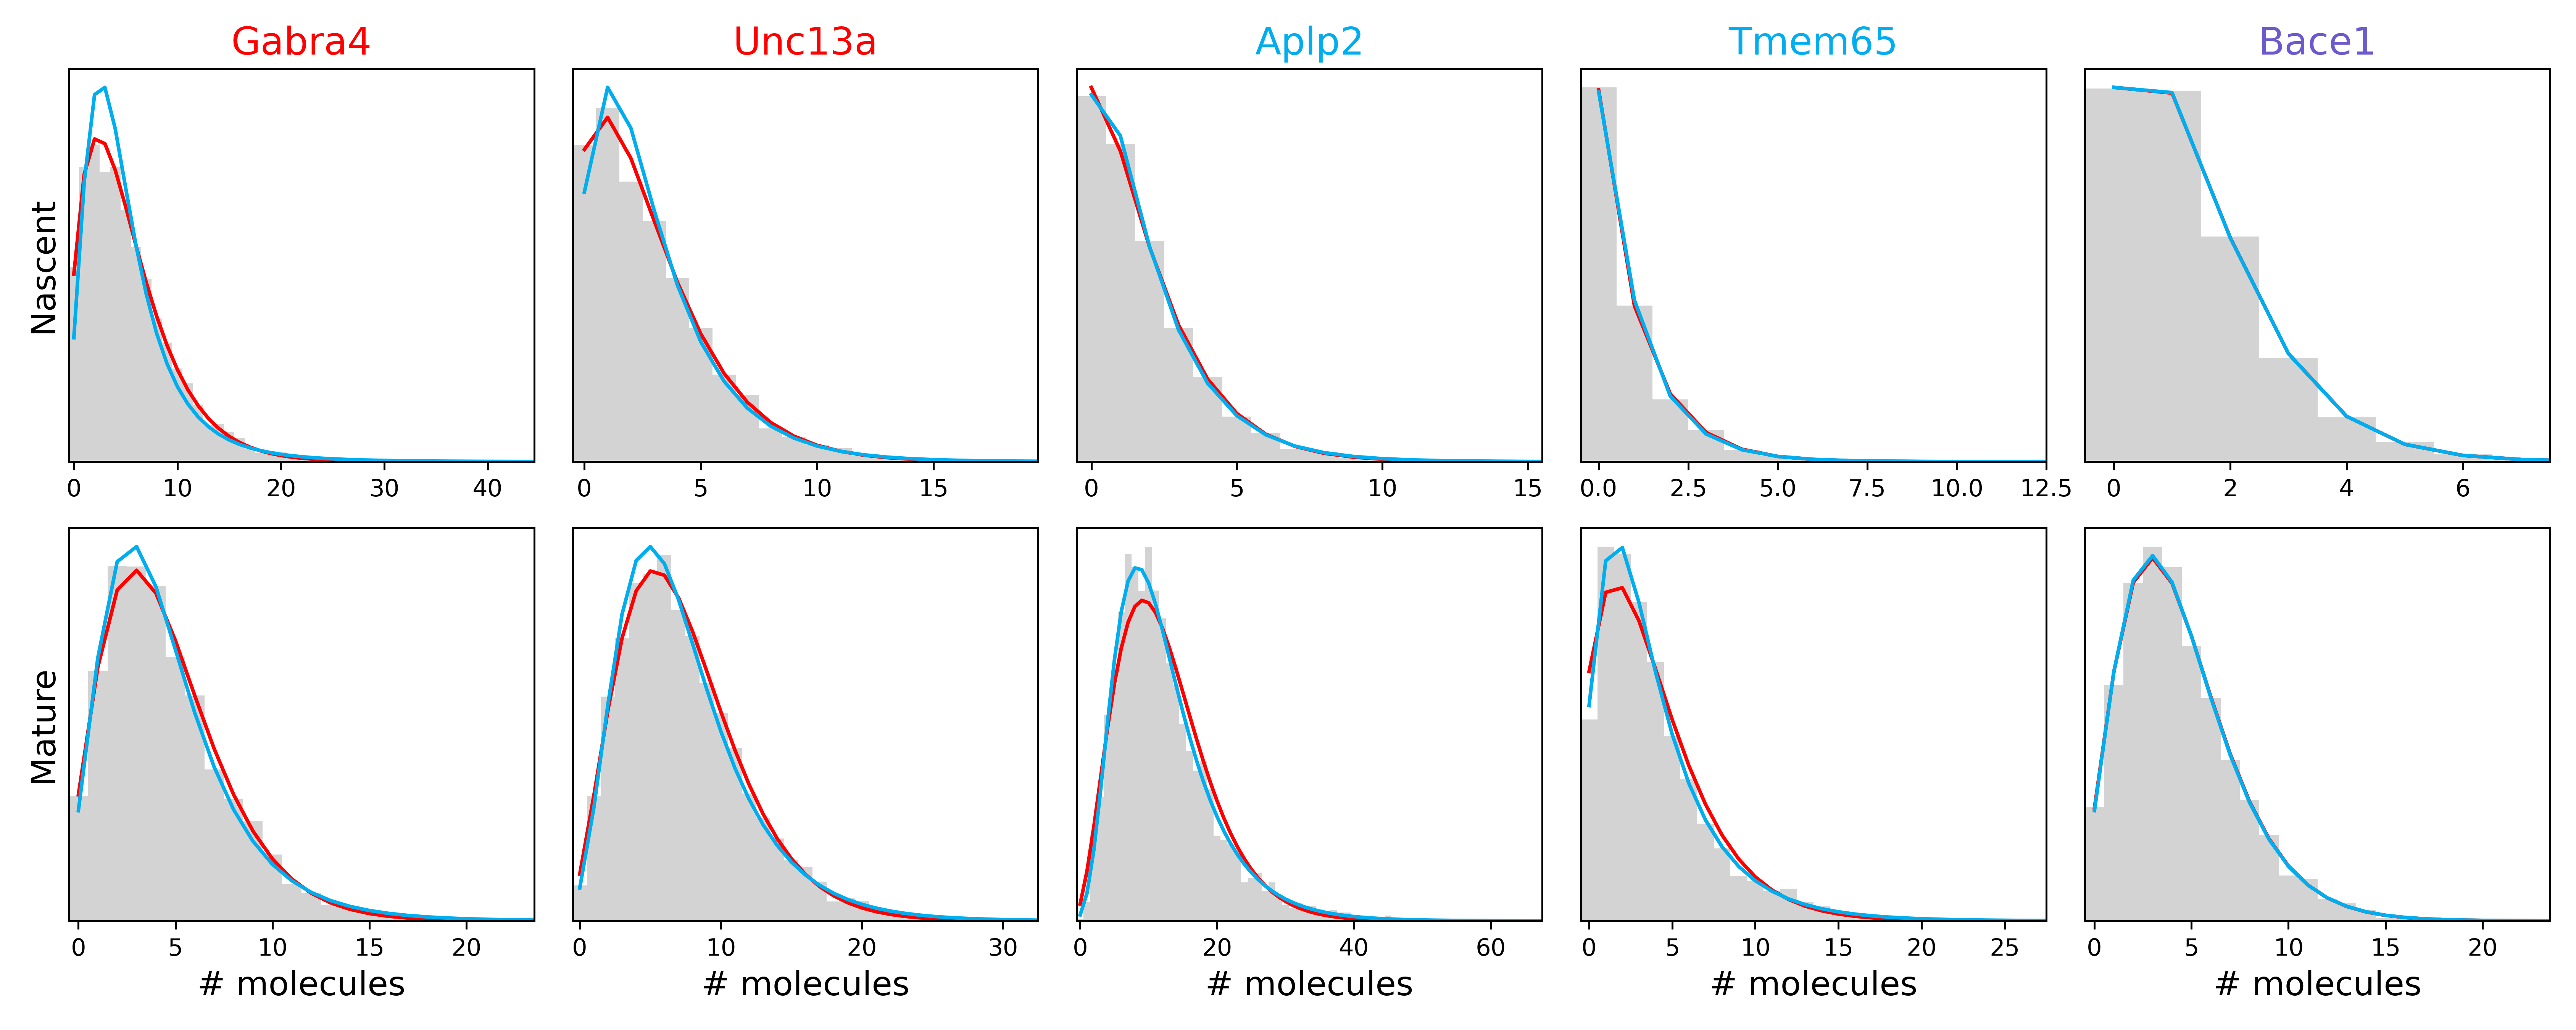 Gabra4 Unc13a Aplp2 Tmem65 Bace1
Nascent
0 10 20 30 40 0 5 10 15 0 5 10 15 0.0 2.5 5.0 7.5 10.0 12.5 0 2 4 6
Mature
0 5 10 15 20 0 10 20 30 0 20 40 60 0 5 10 15 20 25 0 5 10 15 20
# molecules # molecules # molecules # molecules # molecules